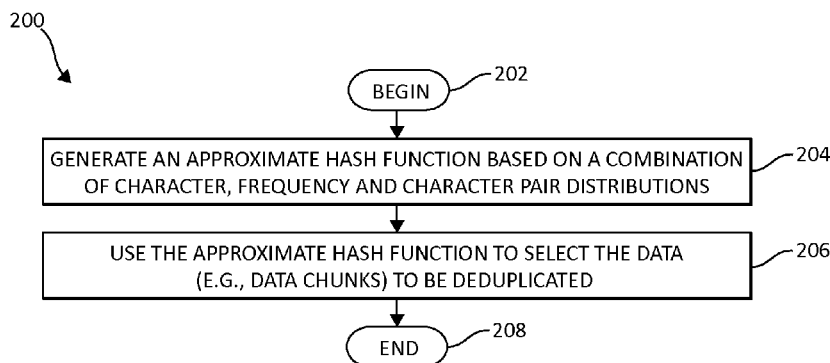 200
BEGIN
202
GENERATE AN APPROXIMATE HASH FUNCTION BASED ON A COMBINATION
OF CHARACTER, FREQUENCY AND CHARACTER PAIR DISTRIBUTIONS
204
USE THE APPROXIMATE HASH FUNCTION TO SELECT THE DATA
(E.G., DATA CHUNKS) TO BE DEDUPLICATED
206
END
208